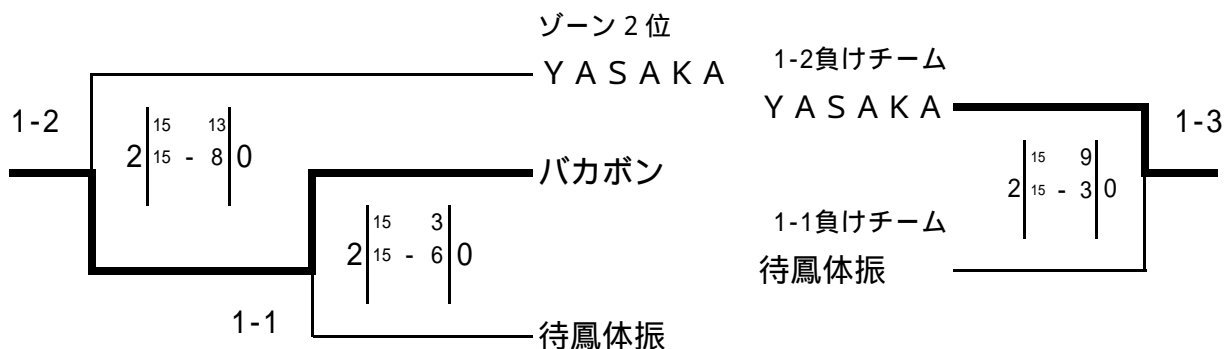 ゾーン２位
ＹＡＳＡＫＡ
1-2
15 13
2 15 - 8 0
バカボン
15 3
2 15 - 6 0
1-1
待鳳体振
1-2負けチーム
ＹＡＳＡＫＡ
1-3
15 9
2 15 - 3 0
1-1負けチーム
待鳳体振